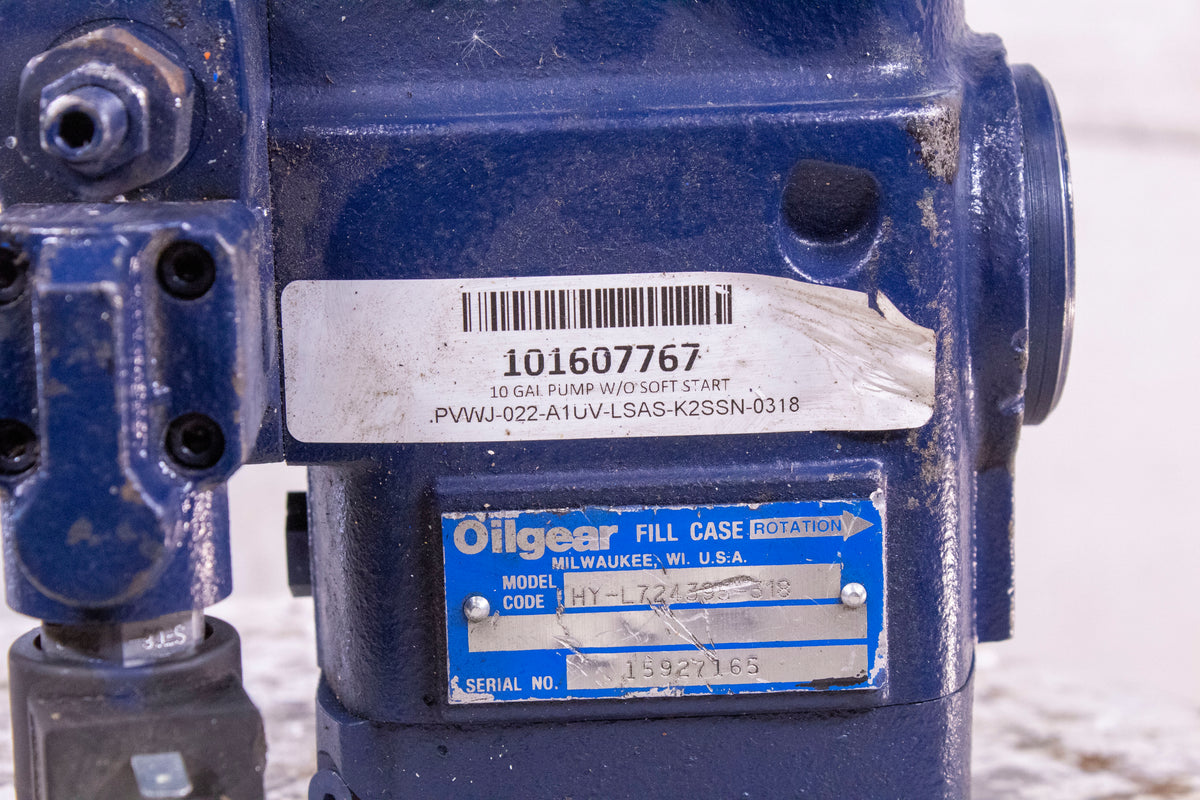 101607767
10 GAL PUMP W/O SOFT START
PVWJ-022-A1UV-LSAS-K2SSN-0318
Oilgear FILL CASE ROTATION
MILWAUKEE, WI. U.S.A.
MODEL CODE
SERIAL NO. 15927165